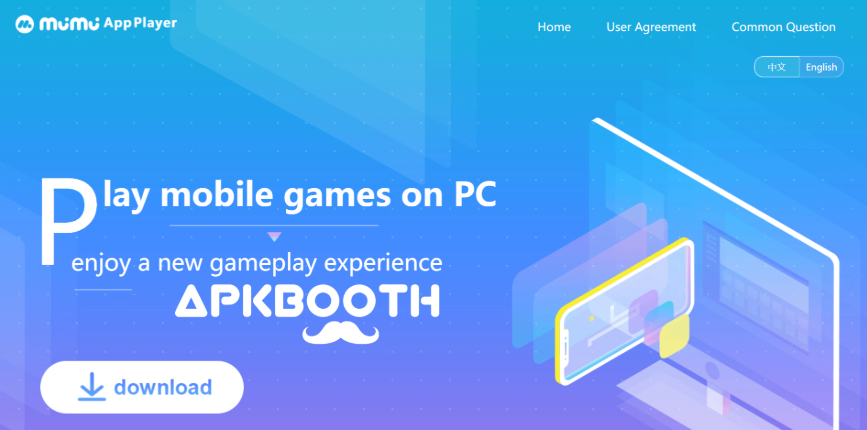 MuMu App Player
Home User Agreement Common Question
中文 English
Play mobile games on PC
enjoy a new gameplay experience
APKBOOTH
download